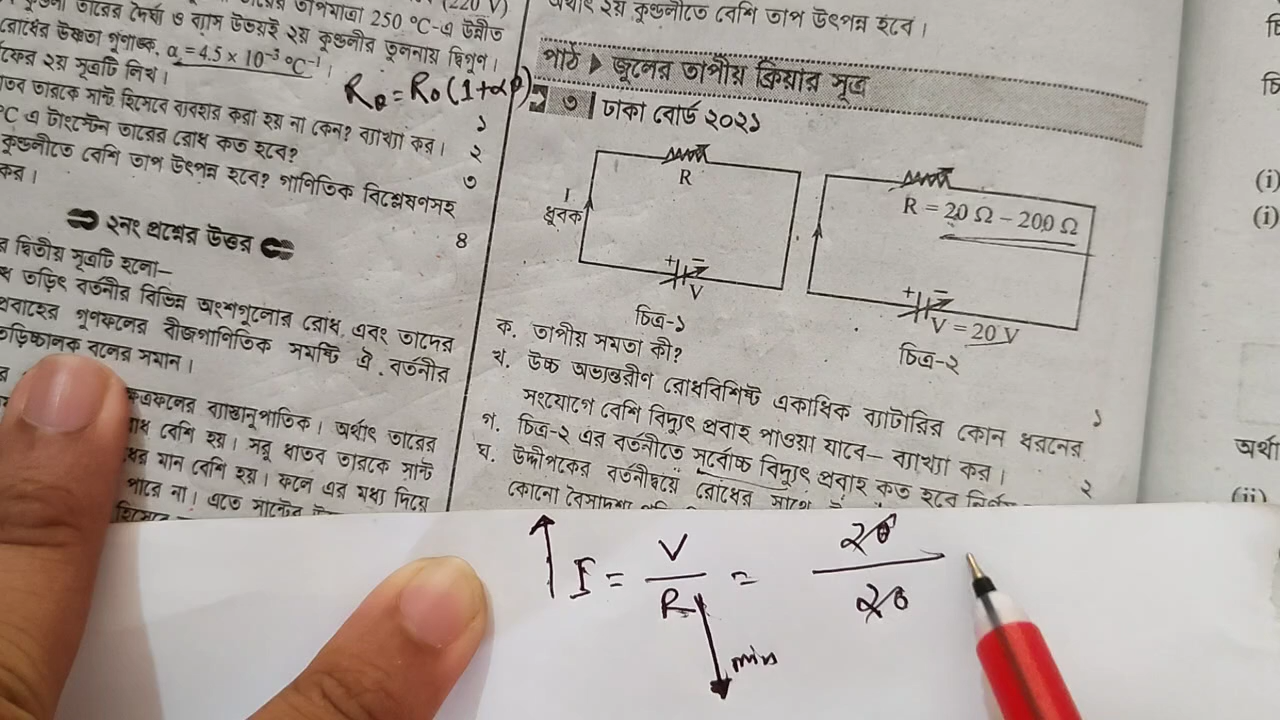 (220 V)
তারের দৈর্ঘ্য ও ব্যাস উভয়ই ২য় কুণ্ডলীর তুলনায় দ্বিগুণ।
তাপমাত্রা 250 °C-এ উন্নীত
রোধের উষ্ণতা গুণাঙ্ক, α = 4.5 × 10⁻³ °C⁻¹
ফের ২য় সূত্রটি লিখ।
১
তব তারকে সান্ট হিসেবে ব্যবহার করা হয় না কেন? ব্যাখ্যা কর।
২
°C এ টাংস্টেন তারের রোধ কত হবে?
৩
কুণ্ডলীতে বেশি তাপ উৎপন্ন হবে? গাণিতিক বিশ্লেষণসহ
কর।
৪
Rθ = R0 (1+αθ)
২নং প্রশ্নের উত্তর
র দ্বিতীয় সূত্রটি হলো—
তড়িৎ বর্তনীর বিভিন্ন অংশগুলোর রোধ এবং তাদের
প্রবাহের গুণফলের বীজগাণিতিক সমষ্টি ঐ বর্তনীর
তড়িচ্চালক বলের সমান।
ব্যাস্তানুপাতিক। অর্থাৎ তারের
রোধ বেশি হয়। সরু ধাতব তারকে সান্ট
মান বেশি হয়। ফলে এর মধ্য দিয়ে
পারে না। এতে সান্টের
হিসেবে
অর্থাৎ ২য় কুণ্ডলীতে বেশি তাপ উৎপন্ন হবে।
পাঠ ▶ জুলের তাপীয় ক্রিয়ার সূত্র
৩ ঢাকা বোর্ড ২০২১
R
I
ধ্রুবক
+ −
V
চিত্র-১
R = 20 Ω − 200 Ω
+ −
V = 20 V
চিত্র-২
ক. তাপীয় সমতা কী?
১
খ. উচ্চ অভ্যন্তরীণ রোধবিশিষ্ট একাধিক ব্যাটারির কোন ধরনের
সংযোগে বেশি বিদ্যুৎ প্রবাহ পাওয়া যাবে— ব্যাখ্যা কর।
২
গ. চিত্র-২ এর বর্তনীতে সর্বোচ্চ বিদ্যুৎ প্রবাহ কত হবে
ঘ. উদ্দীপকের বর্তনীদ্বয়ে রোধের সাথে
কোনো বৈসাদৃশ্য
(i)
(i)
অর্থা
(ii)
I = V/R = ২০/২০
min